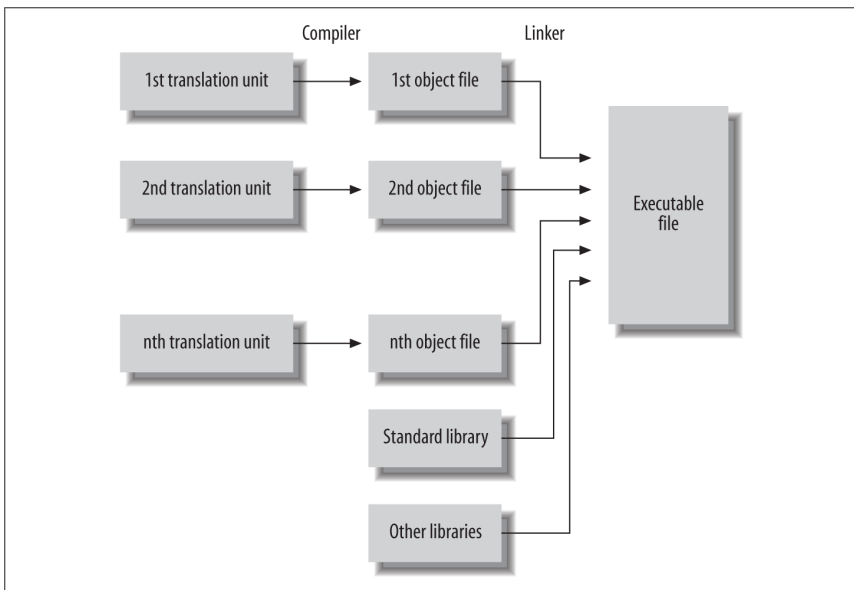 Compiler
Linker
1st translation unit
1st object file
2nd translation unit
2nd object file
Executable
file
nth translation unit
nth object file
Standard library
Other libraries